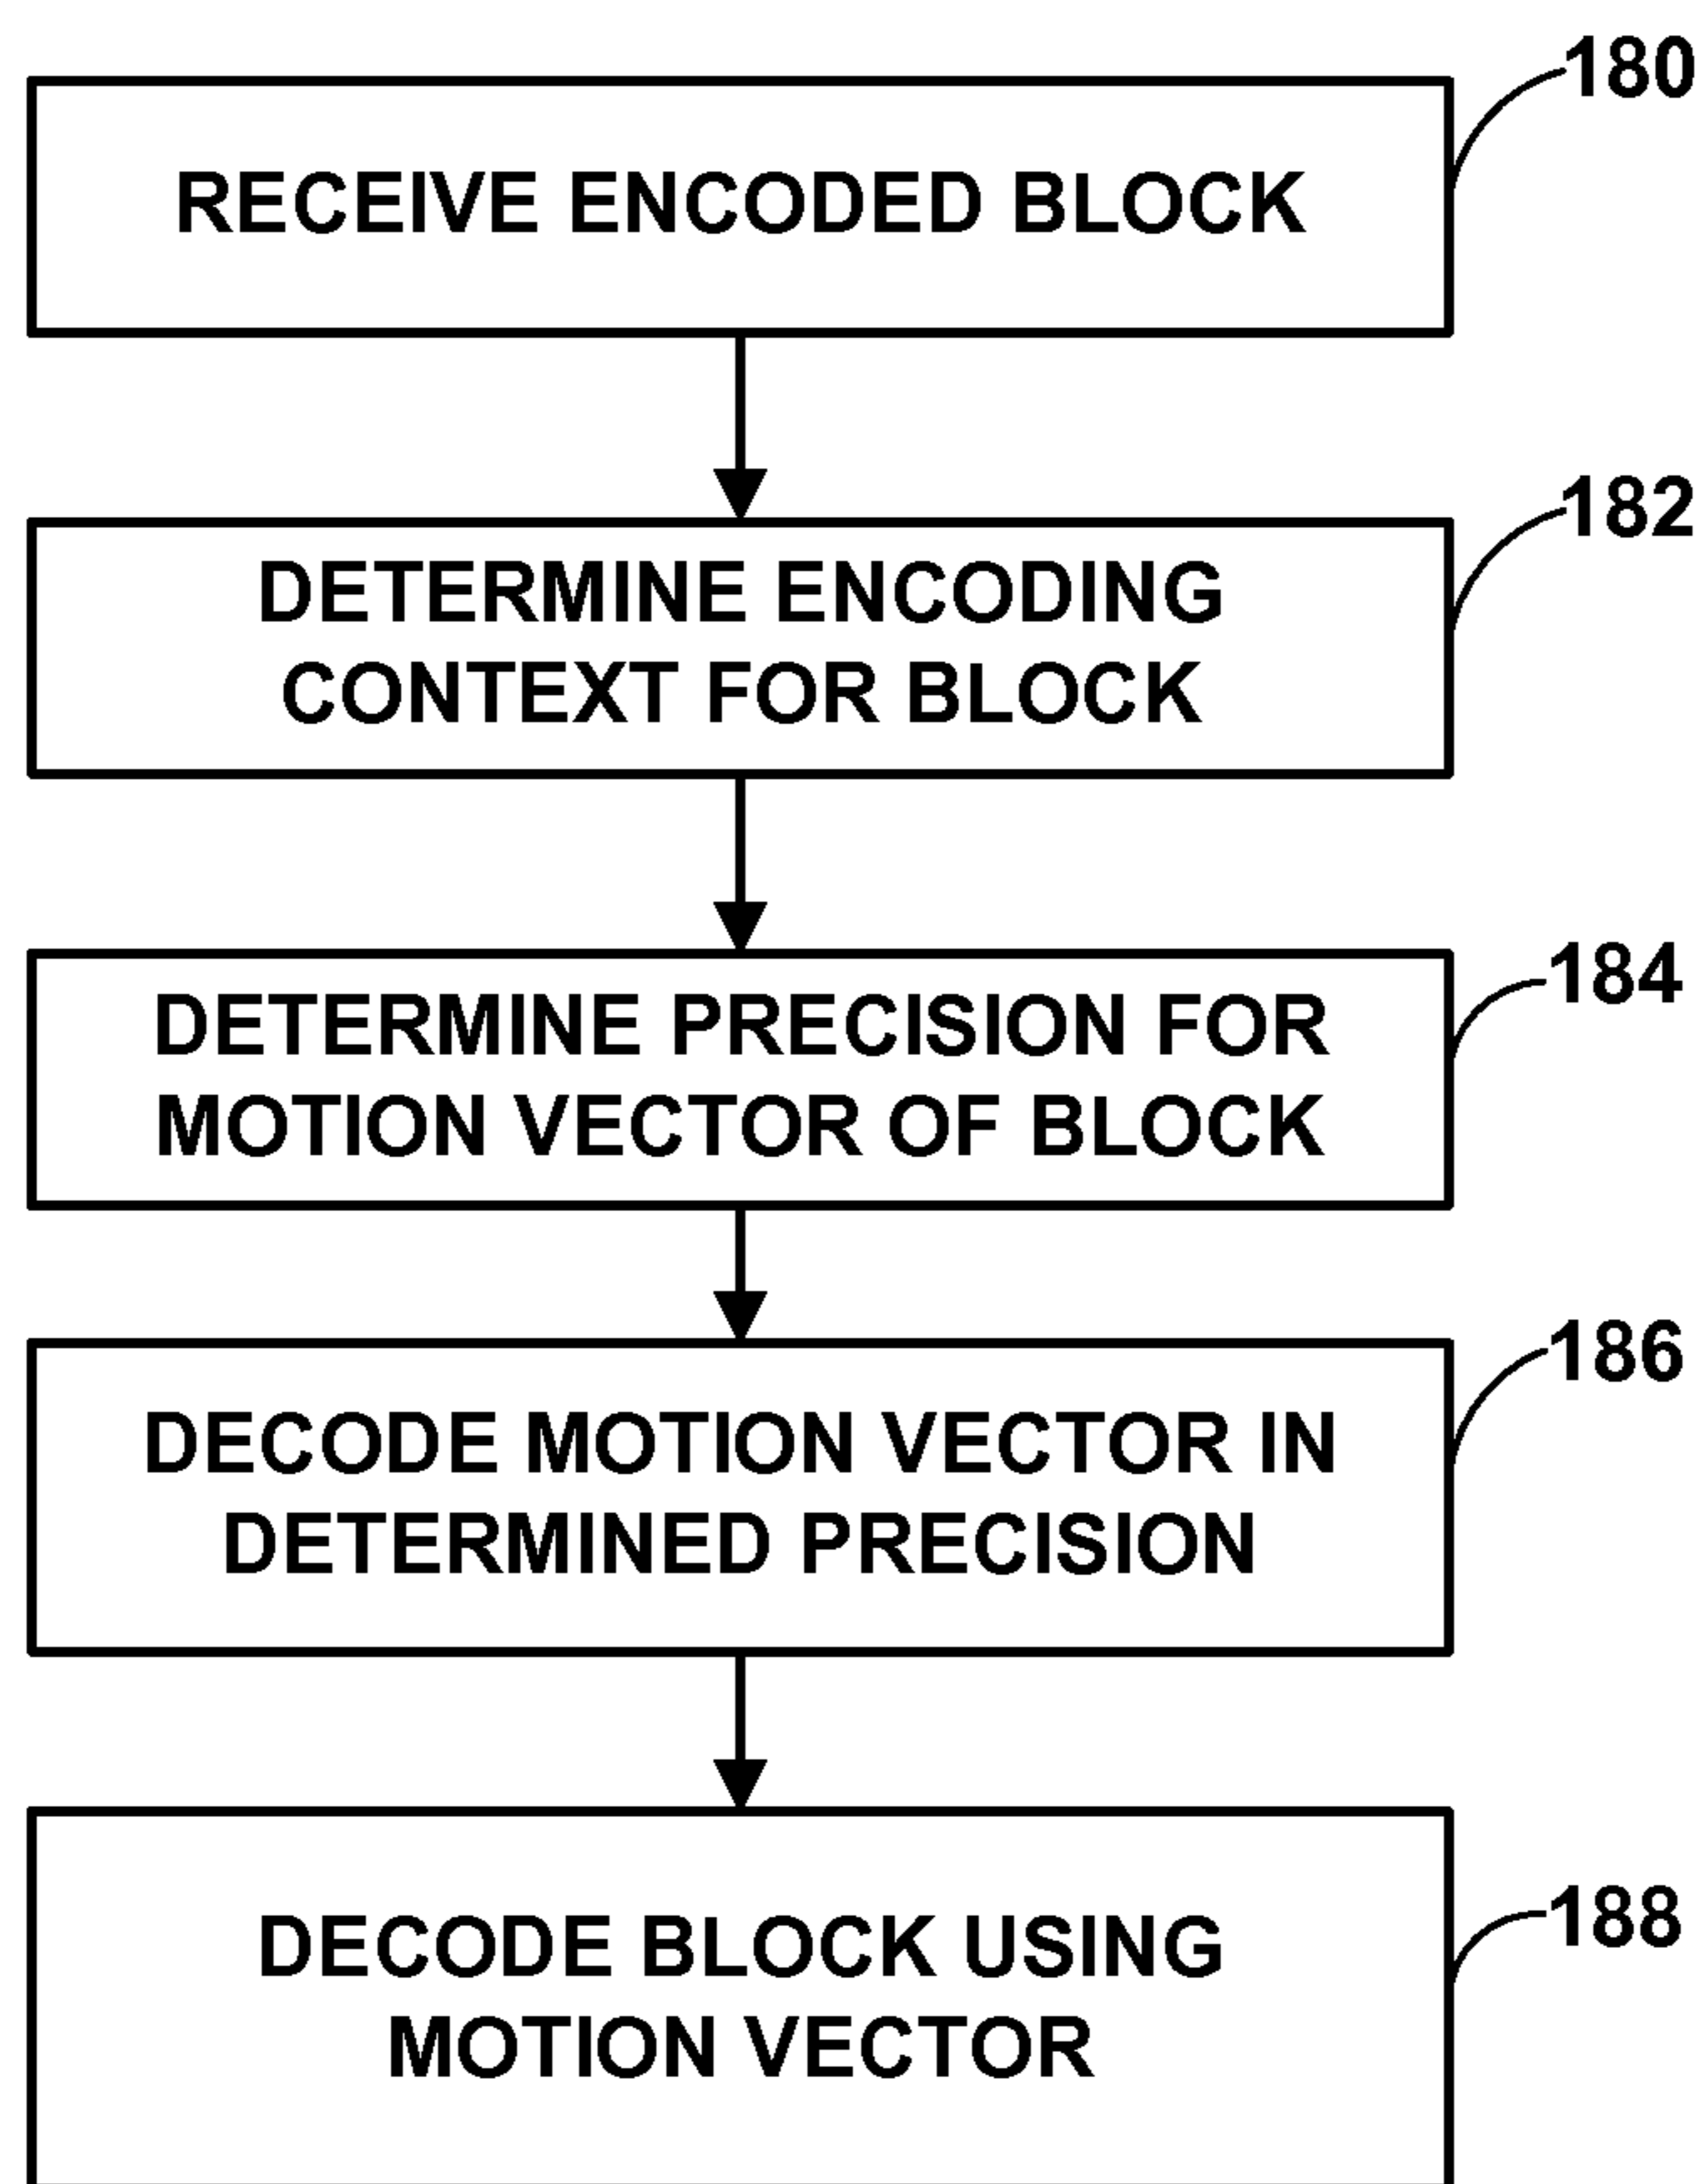 180
RECEIVE ENCODED BLOCK
182
DETERMINE ENCODING
CONTEXT FOR BLOCK
184
DETERMINE PRECISION FOR
MOTION VECTOR OF BLOCK
186
DECODE MOTION VECTOR IN
DETERMINED PRECISION
188
DECODE BLOCK USING
MOTION VECTOR